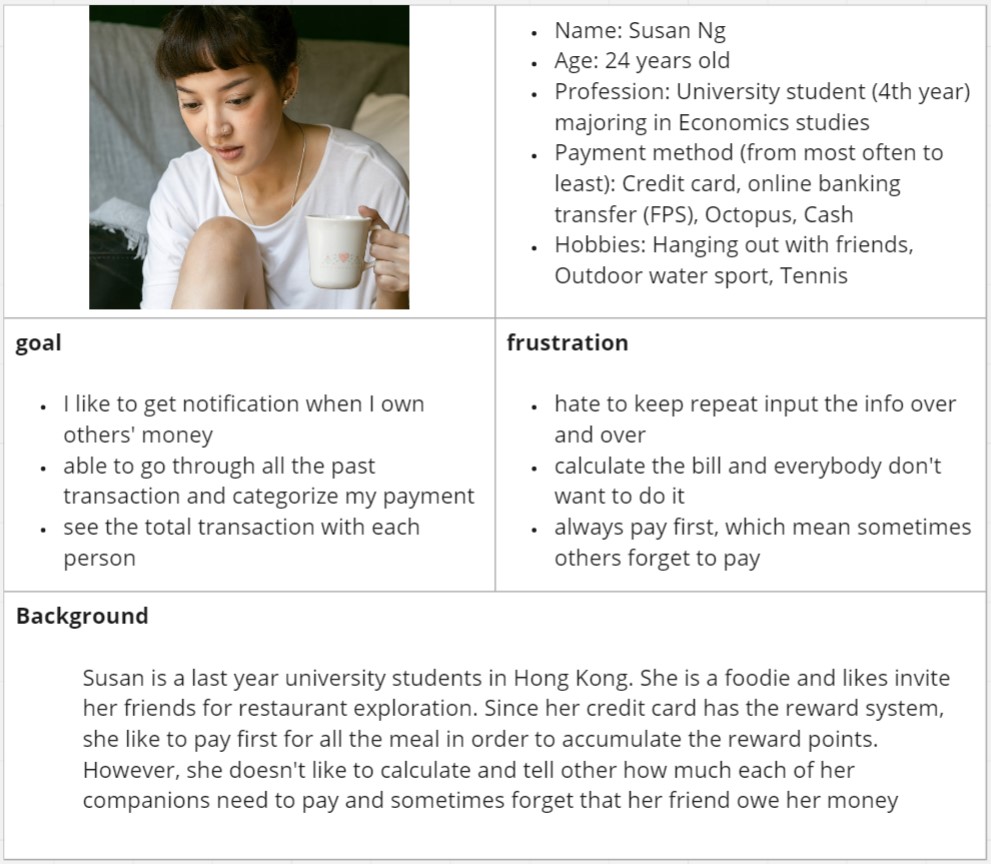 Name: Susan Ng
Age: 24 years old
Profession: University student (4th year)
majoring in Economics studies
Payment method (from most often to
least): Credit card, online banking
transfer (FPS), Octopus, Cash
Hobbies: Hanging out with friends,
Outdoor water sport, Tennis
goal
I like to get notification when I own
others' money
able to go through all the past
transaction and categorize my payment
see the total transaction with each
person
frustration
hate to keep repeat input the info over
and over
calculate the bill and everybody don't
want to do it
always pay first, which mean sometimes
others forget to pay
Background
Susan is a last year university students in Hong Kong. She is a foodie and likes invite
her friends for restaurant exploration. Since her credit card has the reward system,
she like to pay first for all the meal in order to accumulate the reward points.
However, she doesn't like to calculate and tell other how much each of her
companions need to pay and sometimes forget that her friend owe her money